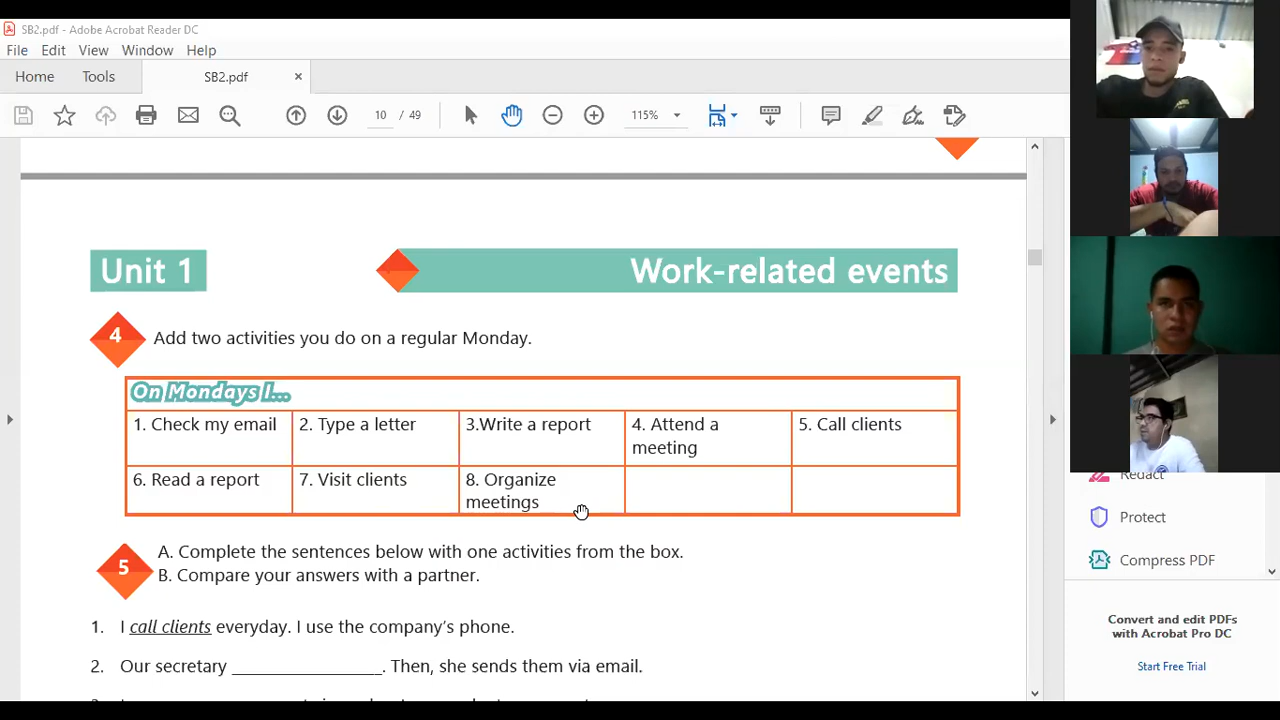 SB2.pdf - Adobe Acrobat Reader DC
File Edit View Window Help
Home Tools SB2.pdf ×
10 / 49 115%
Unit 1 Work-related events
4 Add two activities you do on a regular Monday.
On Mondays I...
1. Check my email 2. Type a letter 3.Write a report 4. Attend a meeting 5. Call clients
6. Read a report 7. Visit clients 8. Organize meetings
5 A. Complete the sentences below with one activities from the box.
B. Compare your answers with a partner.
1. I call clients everyday. I use the company's phone.
2. Our secretary ________________. Then, she sends them via email.
Redact
Protect
Compress PDF
Convert and edit PDFs
with Acrobat Pro DC
Start Free Trial